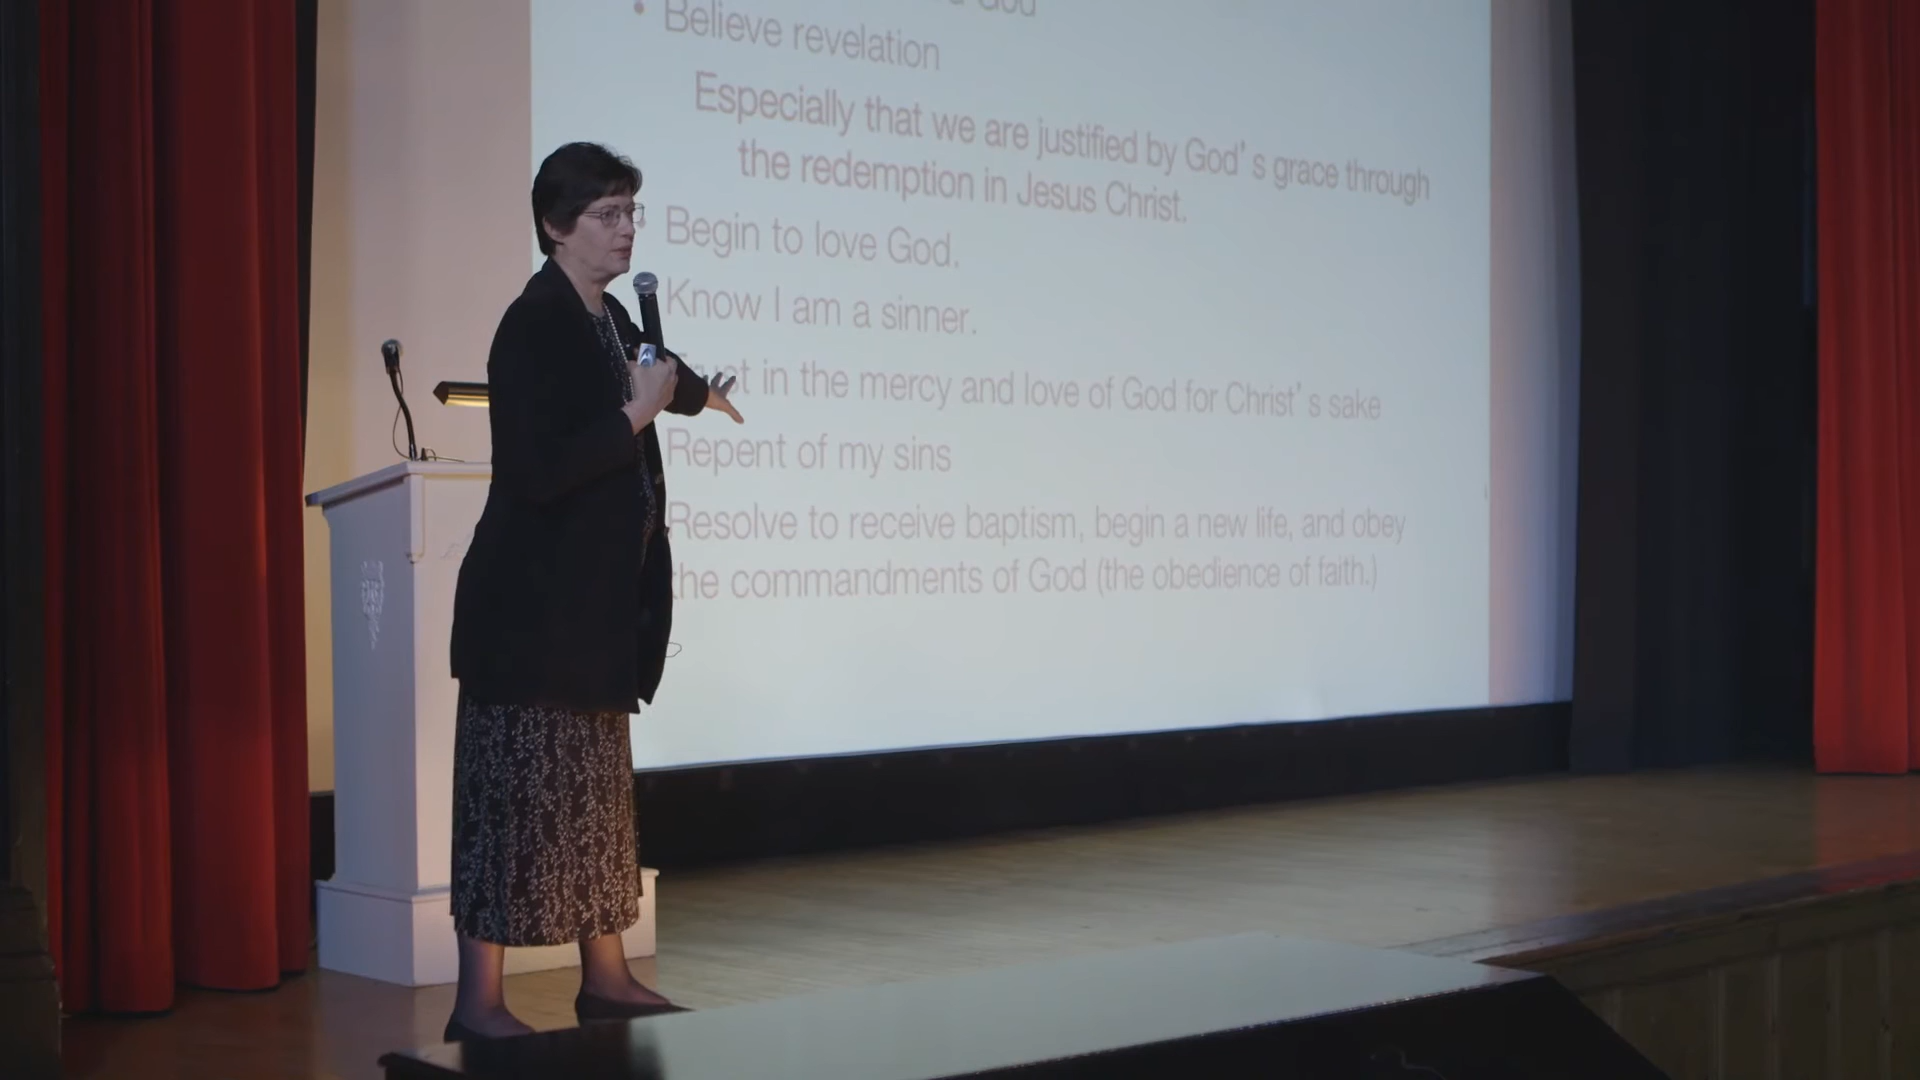 God
Believe revelation
Especially that we are justified by God's grace through
the redemption in Jesus Christ.
Begin to love God.
Know I am a sinner.
in the mercy and love of God for Christ's sake
Repent of my sins
Resolve to receive baptism, begin a new life, and obey
the commandments of God (the obedience of faith.)